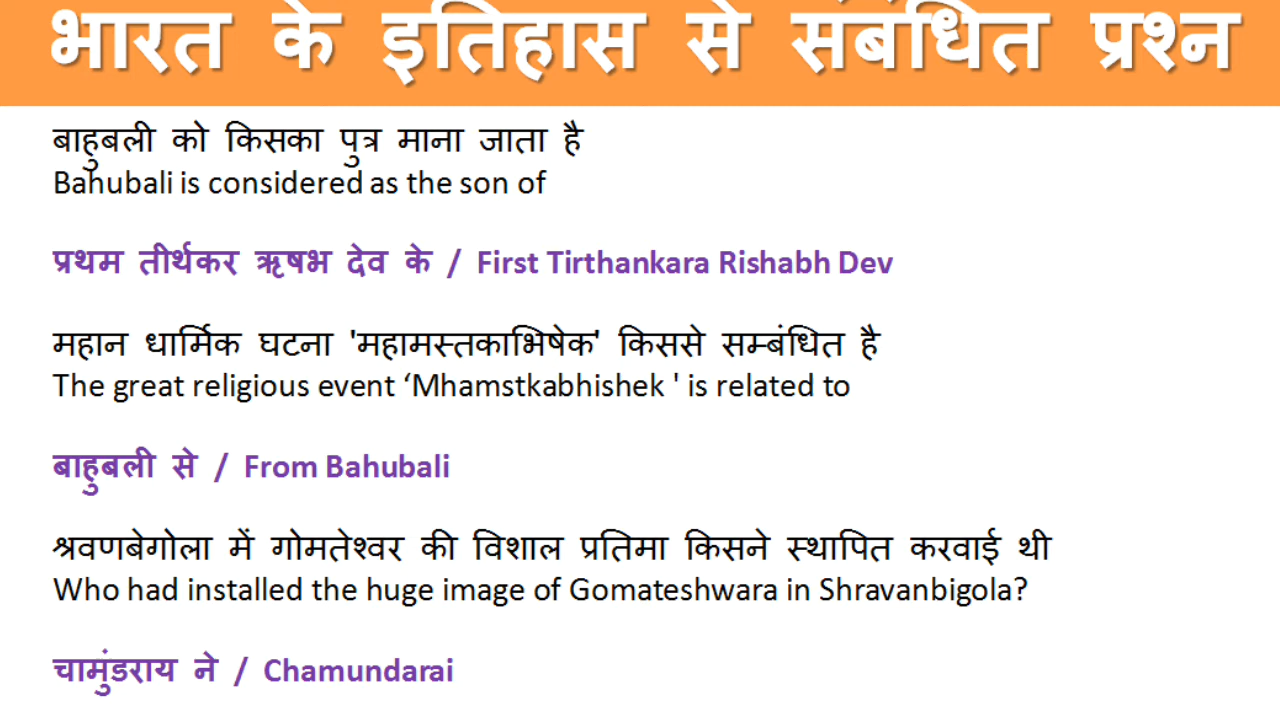 भारत के इतिहास से संबंधित प्रश्न
बाहुबली को किसका पुत्र माना जाता है
Bahubali is considered as the son of
प्रथम तीर्थकर ऋषभ देव के / First Tirthankara Rishabh Dev
महान धार्मिक घटना 'महामस्तकाभिषेक' किससे सम्बंधित है
The great religious event ‘Mhamstkabhishek ' is related to
बाहुबली से / From Bahubali
श्रवणबेगोला में गोमतेश्वर की विशाल प्रतिमा किसने स्थापित करवाई थी
Who had installed the huge image of Gomateshwara in Shravanbigola?
चामुंडराय ने / Chamundarai